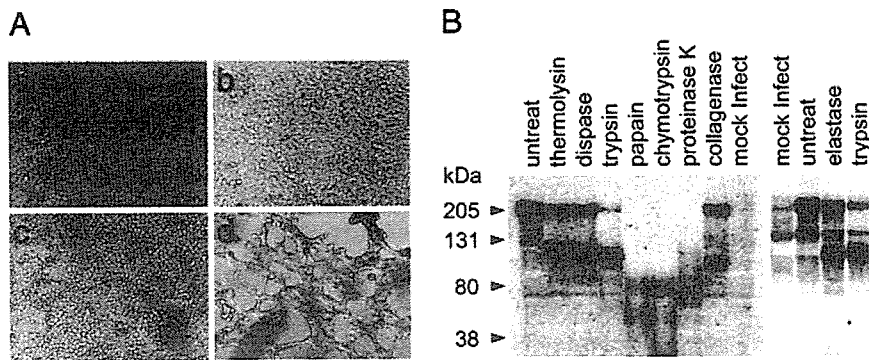 A
b
c
d
B
untreat
thermolysin
dispase
trypsin
papain
chymotrypsin
proteinase K
collagenase
mock Infect
mock Infect
untreat
elastase
trypsin
kDa
205
131
80
38